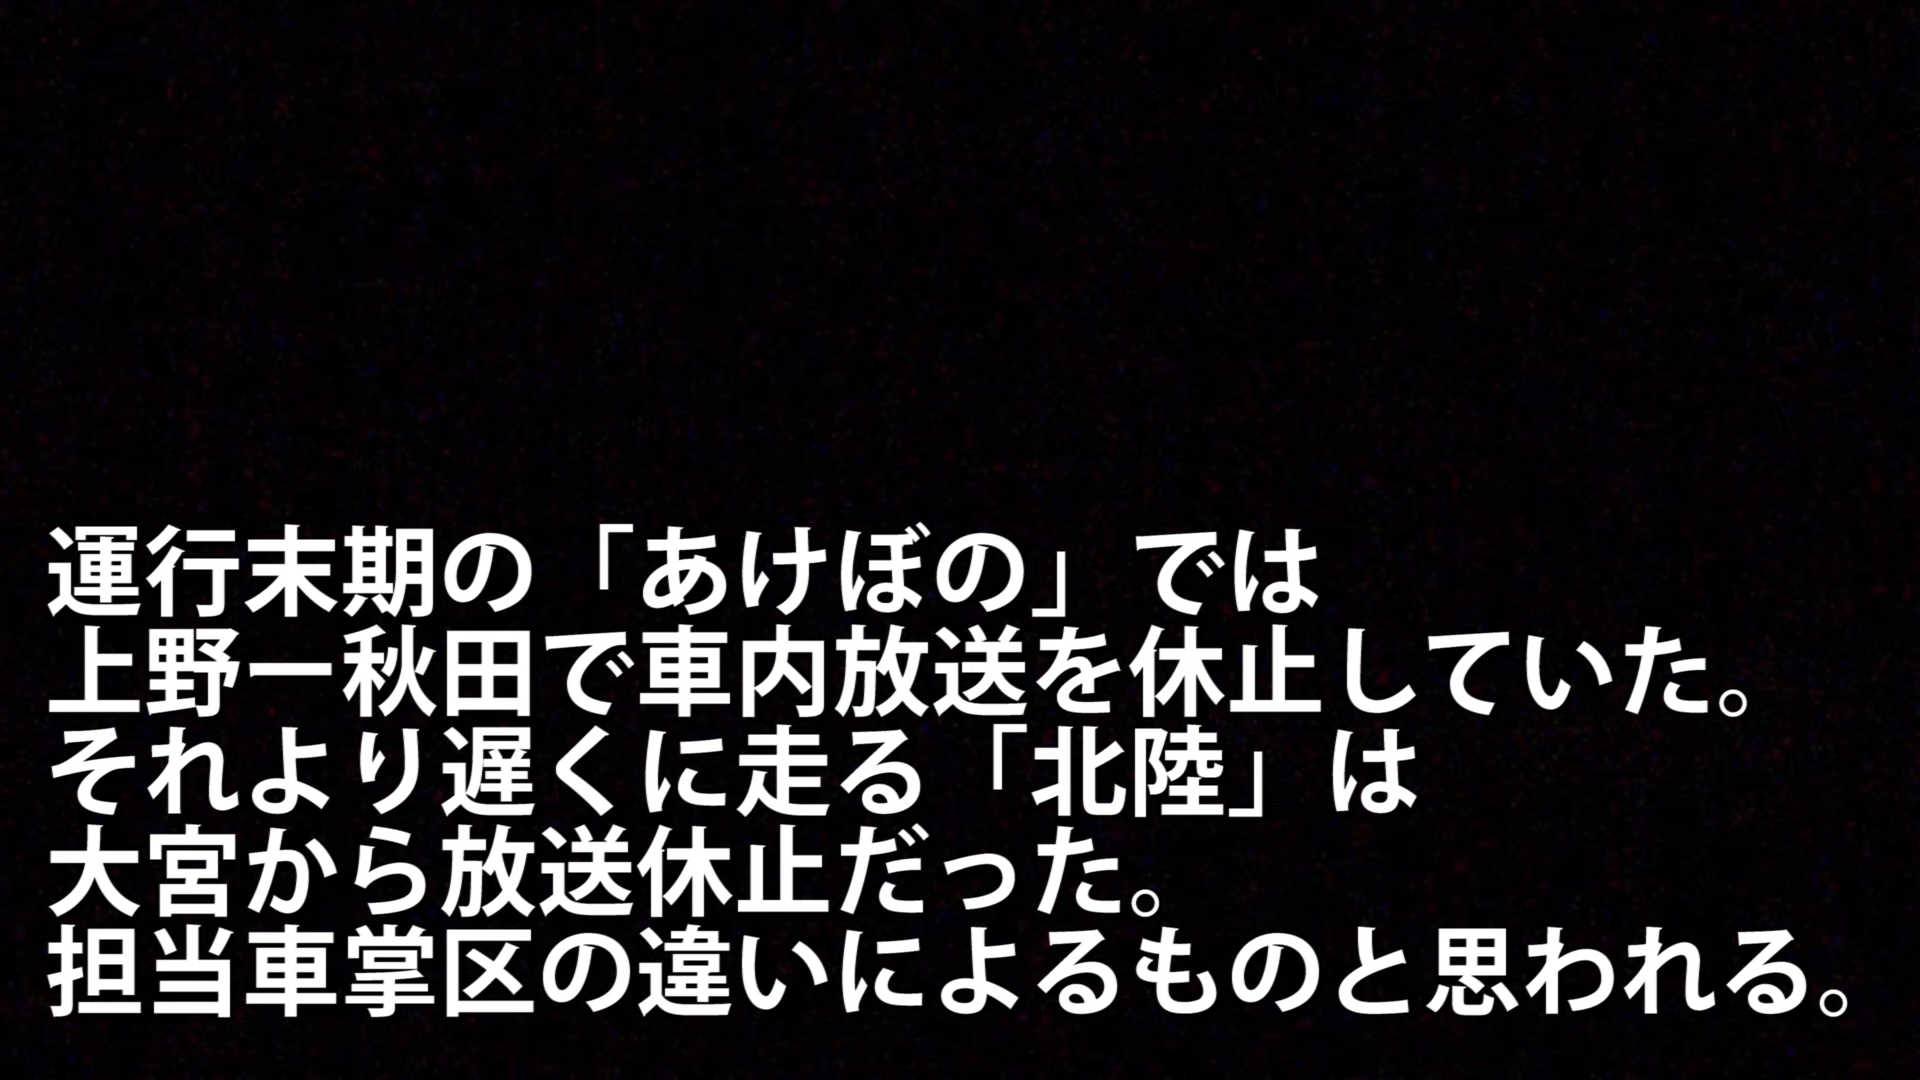 運行末期の「あけぼの」では
上野ー秋田で車内放送を休止していた。
それより遅くに走る「北陸」は
大宮から放送休止だった。
担当車掌区の違いによるものと思われる。